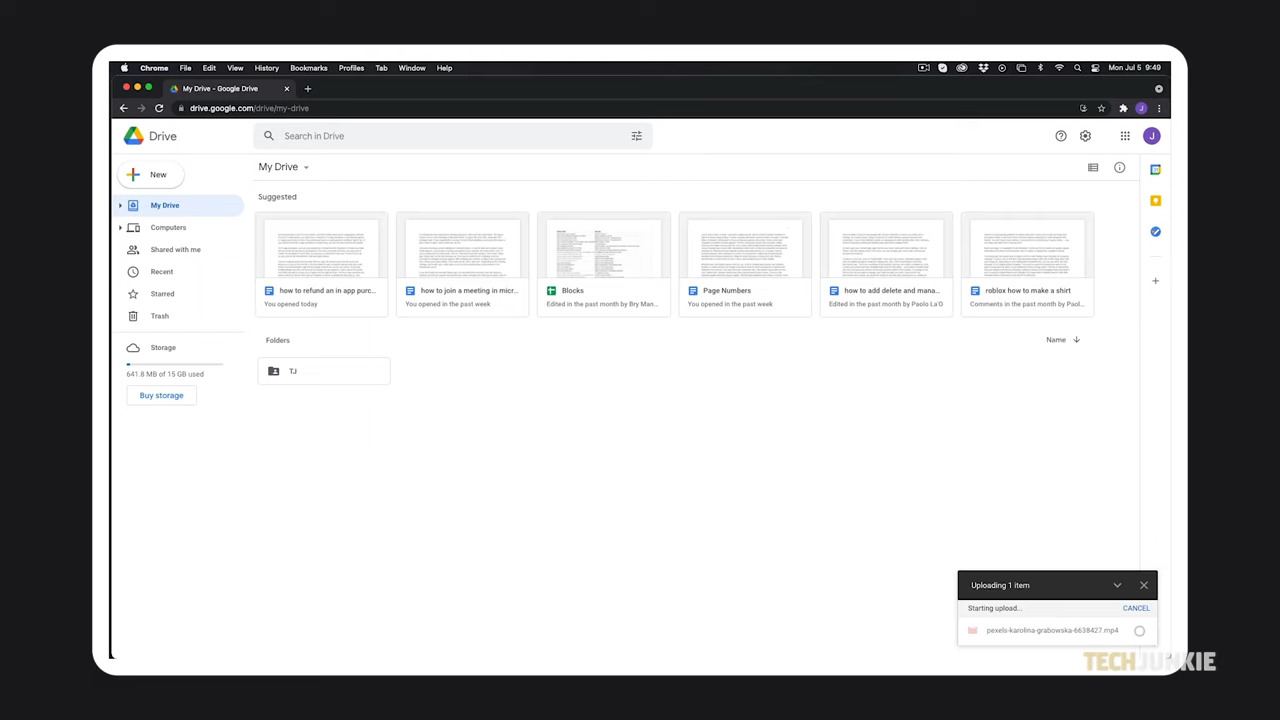 Chrome File Edit View History Bookmarks Profiles Tab Window Help
Mon Jul 5 9:49
My Drive - Google Drive
drive.google.com/drive/my-drive
Drive
Search in Drive
J
New
My Drive
Computers
Shared with me
Recent
Starred
Trash
Storage
641.8 MB of 15 GB used
Buy storage
My Drive
Suggested
how to refund an in app purc...
You opened today
how to join a meeting in micr...
You opened in the past week
Blocks
Edited in the past month by Bry Man...
Page Numbers
You opened in the past week
how to add delete and mana...
Edited in the past month by Paolo La'O
roblox how to make a shirt
Comments in the past month by Paol...
Folders
Name
TJ
Uploading 1 item
Starting upload...
CANCEL
pexels-karolina-grabowska-6638427.mp4
TECHJUNKIE